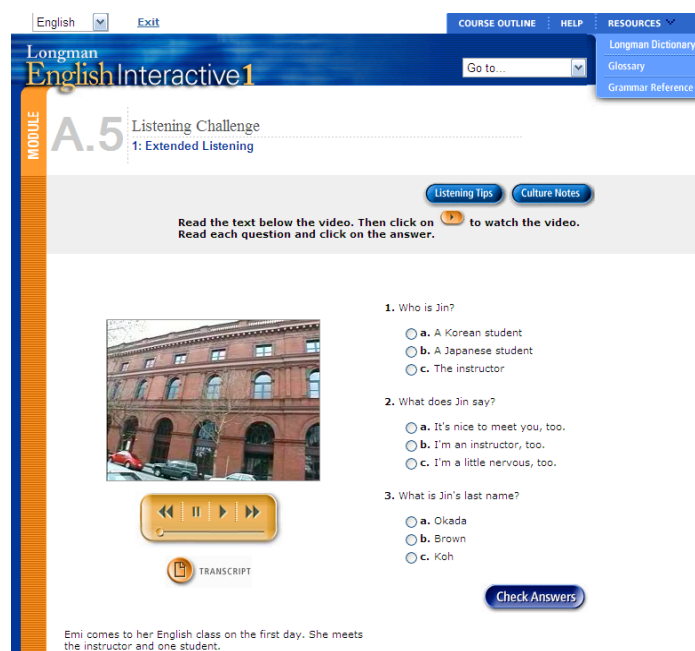 English
Exit
COURSE OUTLINE
HELP
RESOURCES
Longman Dictionary
Glossary
Grammar Reference
Longman
English Interactive 1
Go to...
MODULE
A.5
Listening Challenge
1: Extended Listening
Listening Tips
Culture Notes
Read the text below the video. Then click on to watch the video.
Read each question and click on the answer.
1. Who is Jin?
a. A Korean student
b. A Japanese student
c. The instructor
2. What does Jin say?
a. It's nice to meet you, too.
b. I'm an instructor, too.
c. I'm a little nervous, too.
3. What is Jin's last name?
a. Okada
b. Brown
c. Koh
TRANSCRIPT
Check Answers
Emi comes to her English class on the first day. She meets
the instructor and one student.